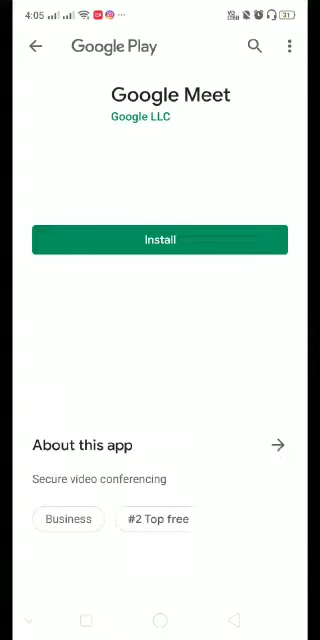 4:05
31
Google Play
Google Meet
Google LLC
Install
About this app
Secure video conferencing
Business
#2 Top free